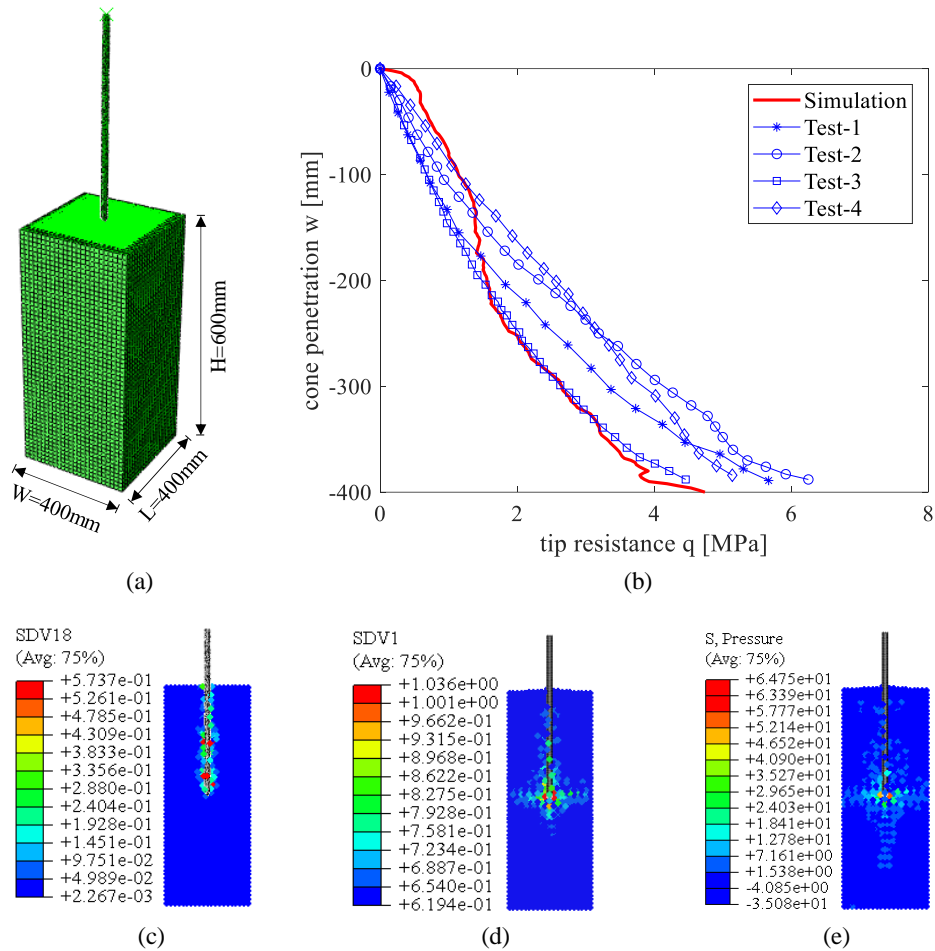 H=600mm
L=400mm
W=400mm
(a)
0
-100
-200
-300
-400
0
2
4
6
8
cone penetration w [mm]
tip resistance q [MPa]
Simulation
Test-1
Test-2
Test-3
Test-4
(b)
SDV18
(Avg: 75%)
+5.737e-01
+5.261e-01
+4.785e-01
+4.309e-01
+3.833e-01
+3.356e-01
+2.880e-01
+2.404e-01
+1.928e-01
+1.451e-01
+9.751e-02
+4.989e-02
+2.267e-03
(c)
SDV1
(Avg: 75%)
+1.036e+00
+1.001e+00
+9.662e-01
+9.315e-01
+8.968e-01
+8.622e-01
+8.275e-01
+7.928e-01
+7.581e-01
+7.234e-01
+6.887e-01
+6.540e-01
+6.194e-01
(d)
S, Pressure
(Avg: 75%)
+6.475e+01
+6.339e+01
+5.777e+01
+5.214e+01
+4.652e+01
+4.090e+01
+3.527e+01
+2.965e+01
+2.403e+01
+1.841e+01
+1.278e+01
+7.161e+00
+1.538e+00
-4.085e+00
-3.508e+01
(e)